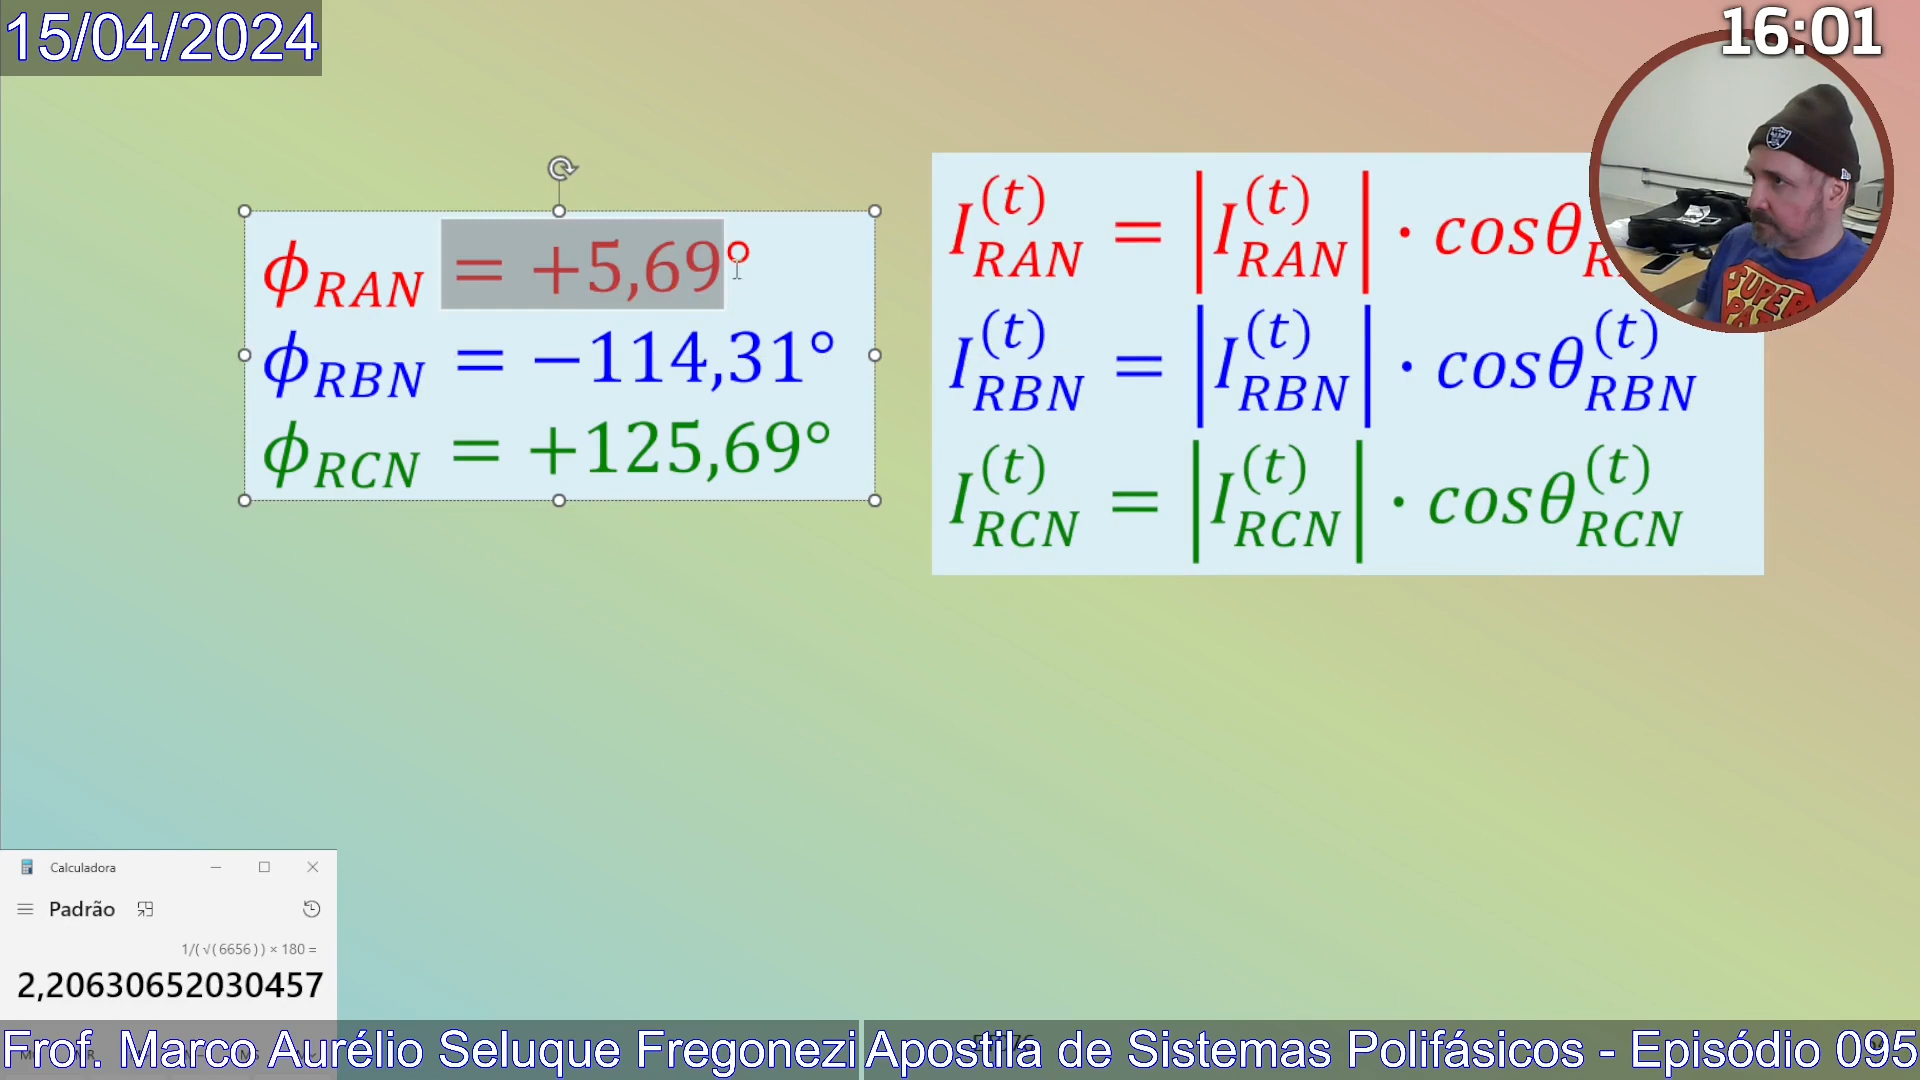 15/04/2024
16:01
ϕRAN = +5,69°
ϕRBN = −114,31°
ϕRCN = +125,69°
I(t)RAN = |I(t)RAN| · cosθ
I(t)RBN = |I(t)RBN| · cosθ(t)RBN
I(t)RCN = |I(t)RCN| · cosθ(t)RCN
SUPER
Calculadora
Padrão
1/(√(6656)) × 180 =
2,20630652030457
Frof. Marco Aurélio Seluque Fregonezi
Apostila de Sistemas Polifásicos - Episódio 095